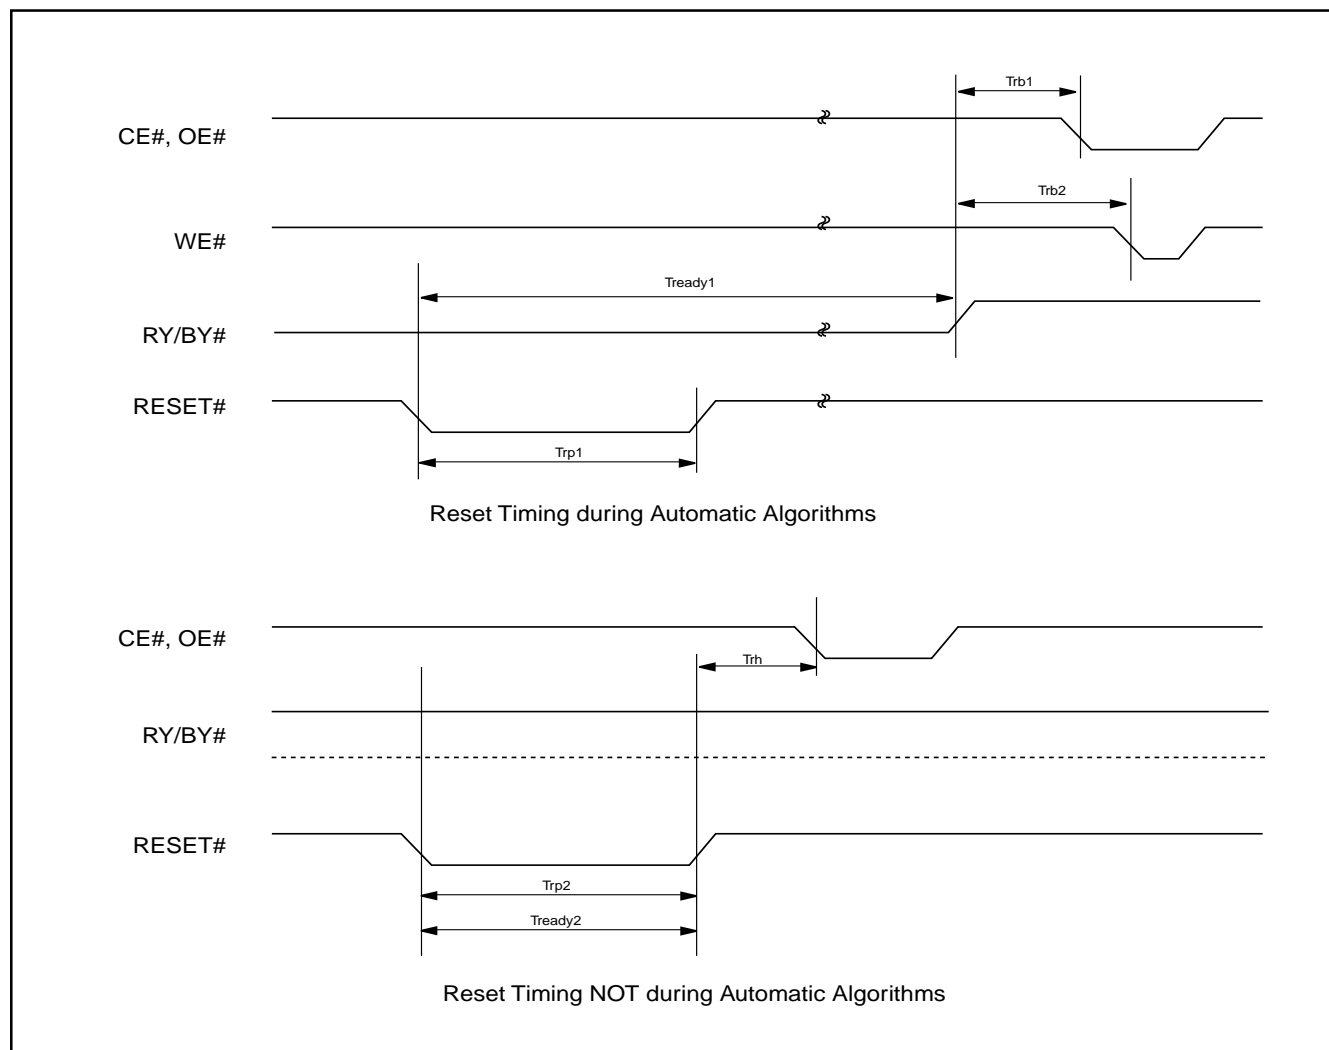 Trb1
CE#, OE#
Trb2
WE#
Tready1
RY/BY#
RESET#
Trp1
Reset Timing during Automatic Algorithms
CE#, OE#
Trh
RY/BY#
RESET#
Trp2
Tready2
Reset Timing NOT during Automatic Algorithms